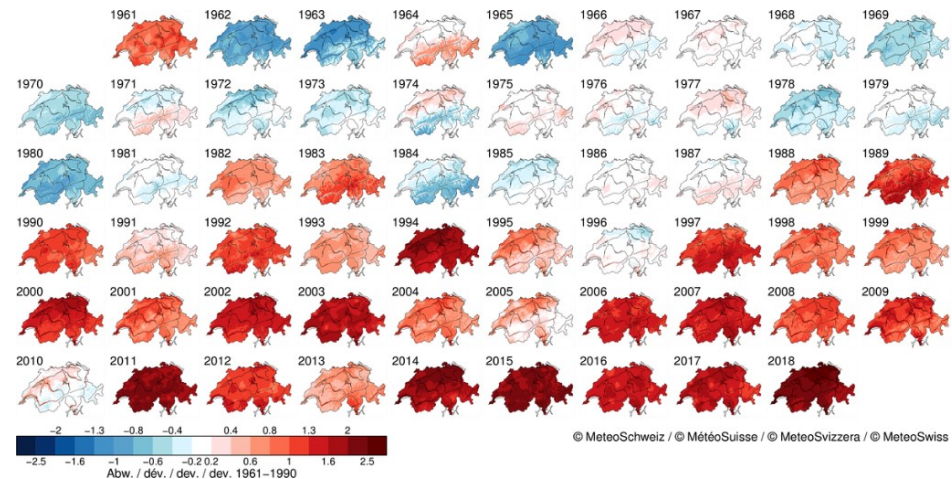 1961 1962 1963 1964 1965 1966 1967 1968 1969
1970 1971 1972 1973 1974 1975 1976 1977 1978 1979
1980 1981 1982 1983 1984 1985 1986 1987 1988 1989
1990 1991 1992 1993 1994 1995 1996 1997 1998 1999
2000 2001 2002 2003 2004 2005 2006 2007 2008 2009
2010 2011 2012 2013 2014 2015 2016 2017 2018
−2 −1.3 −0.8 −0.4 0.4 0.8 1.3 2
−2.5 −1.6 −1 −0.6 −0.2 0.2 0.6 1 1.6 2.5
Abw. / dév. / dev. / dev. 1961−1990
© MeteoSchweiz / © MétéoSuisse / © MeteoSvizzera / © MeteoSwiss